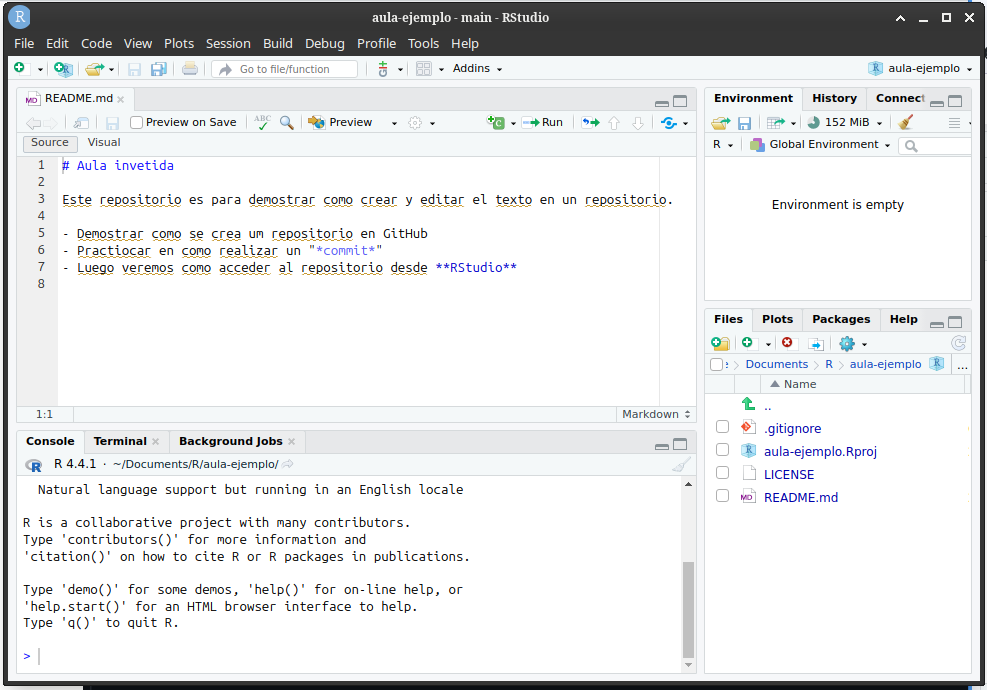 aula-ejemplo - main - RStudio
File Edit Code View Plots Session Build Debug Profile Tools Help
Go to file/function Addins aula-ejemplo
README.md
Preview on Save ABC Preview Run
Source Visual
1 # Aula invetida
2
3 Este repositorio es para demostrar como crear y editar el texto en un repositorio.
4
5 - Demostrar como se crea um repositorio en GitHub
6 - Practiocar en como realizar un "*commit*"
7 - Luego veremos como acceder al repositorio desde **RStudio**
8
1:1 Markdown
Console Terminal Background Jobs
R 4.4.1 · ~/Documents/R/aula-ejemplo/
Natural language support but running in an English locale
R is a collaborative project with many contributors.
Type 'contributors()' for more information and
'citation()' on how to cite R or R packages in publications.
Type 'demo()' for some demos, 'help()' for on-line help, or
'help.start()' for an HTML browser interface to help.
Type 'q()' to quit R.
>
Environment History Connect
152 MiB
R Global Environment
Environment is empty
Files Plots Packages Help
Documents R aula-ejemplo ...
Name
..
.gitignore
aula-ejemplo.Rproj
LICENSE
README.md